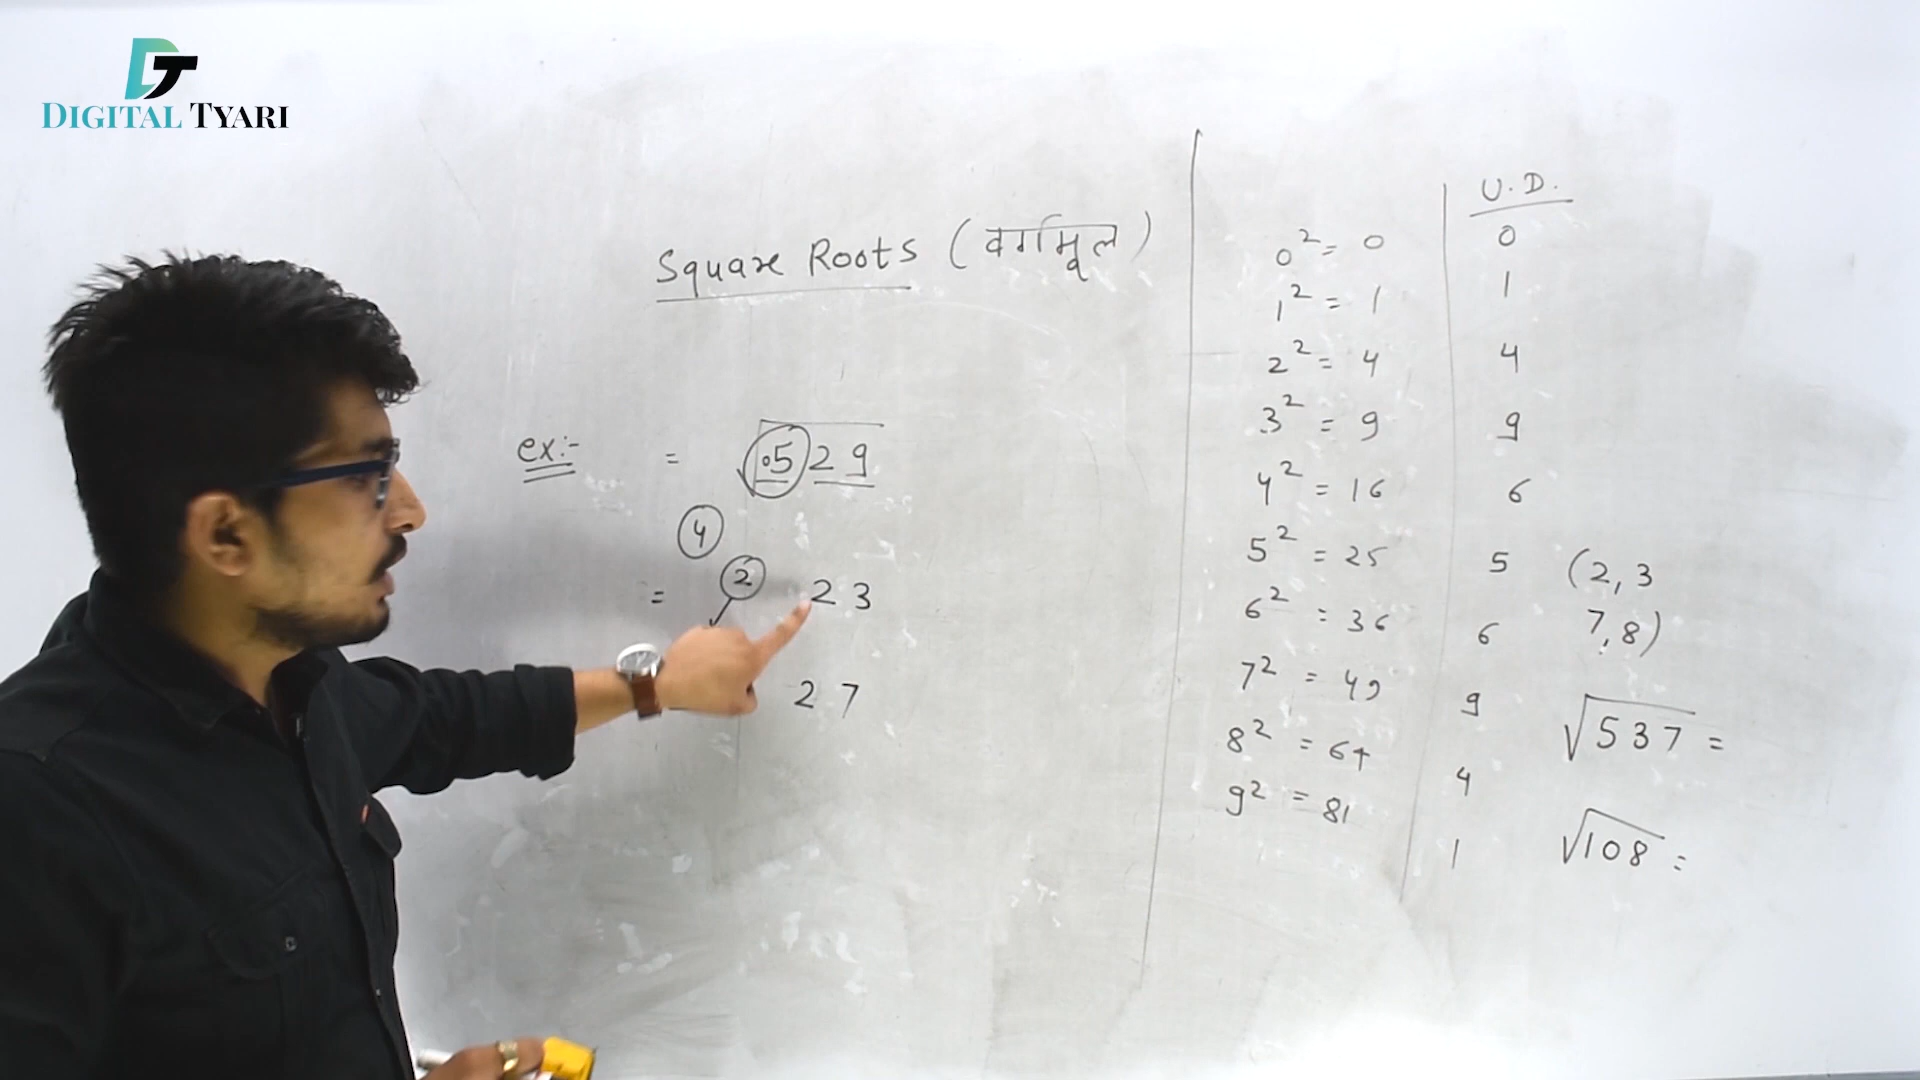 DT
DIGITAL TYARI
Square Roots (वर्गमूल)
ex:- = √.529
4
= 2 23
27
0² = 0
1² = 1
2² = 4
3² = 9
4² = 16
5² = 25
6² = 36
7² = 49
8² = 64
9² = 81
U.D.
0
1
4
9
6
5
6
9
4
1
(2, 3
7, 8)
√537 =
√108 =